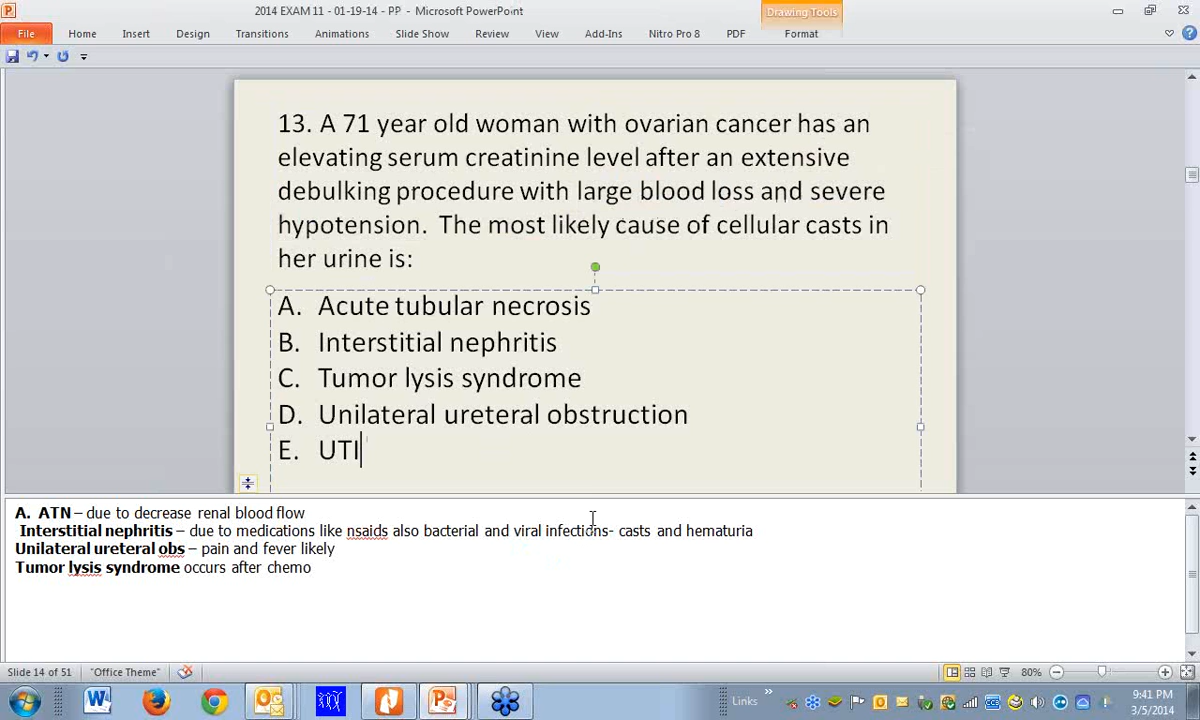 2014 EXAM 11 - 01-19-14 - PP - Microsoft PowerPoint
Drawing Tools
File Home Insert Design Transitions Animations Slide Show Review View Add-Ins Nitro Pro 8 PDF Format
13. A 71 year old woman with ovarian cancer has an
elevating serum creatinine level after an extensive
debulking procedure with large blood loss and severe
hypotension. The most likely cause of cellular casts in
her urine is:
A. Acute tubular necrosis
B. Interstitial nephritis
C. Tumor lysis syndrome
D. Unilateral ureteral obstruction
E. UTI
A. ATN – due to decrease renal blood flow
Interstitial nephritis – due to medications like nsaids also bacterial and viral infections- casts and hematuria
Unilateral ureteral obs – pain and fever likely
Tumor lysis syndrome occurs after chemo
Slide 14 of 51 "Office Theme" 80%
Links » 9:41 PM
3/5/2014